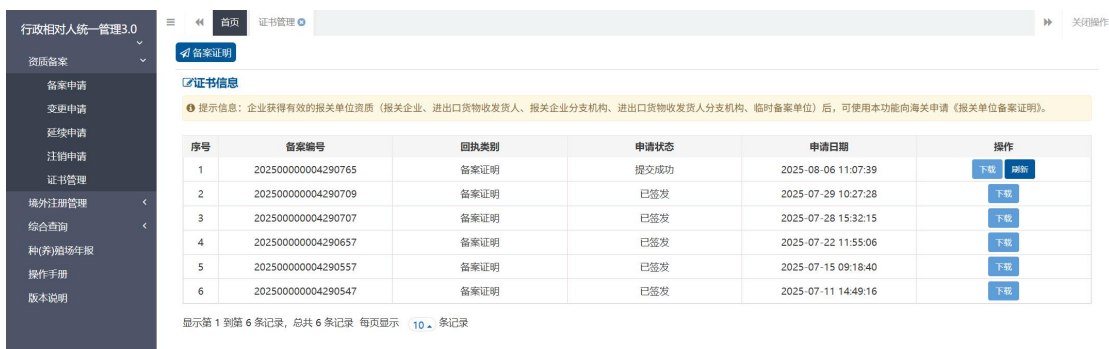 行政相对人统一管理3.0
首页 证书管理 关闭操作
资质备案
备案申请
变更申请
延续申请
注销申请
证书管理
境外注册管理
综合查询
种(养)殖场年报
操作手册
版本说明
备案证明
证书信息
提示信息：企业获得有效的报关单位资质（报关企业、进出口货物收发货人、报关企业分支机构、进出口货物收发货人分支机构、临时备案单位）后，可使用本功能向海关申请《报关单位备案证明》。
序号 备案编号 回执类别 申请状态 申请日期 操作
1 202500000004290765 备案证明 提交成功 2025-08-06 11:07:39 下载 刷新
2 202500000004290709 备案证明 已签发 2025-07-29 10:27:28 下载
3 202500000004290707 备案证明 已签发 2025-07-28 15:32:15 下载
4 202500000004290657 备案证明 已签发 2025-07-22 11:55:06 下载
5 202500000004290557 备案证明 已签发 2025-07-15 09:18:40 下载
6 202500000004290547 备案证明 已签发 2025-07-11 14:49:16 下载
显示第 1 到第 6 条记录，总共 6 条记录 每页显示 10 条记录